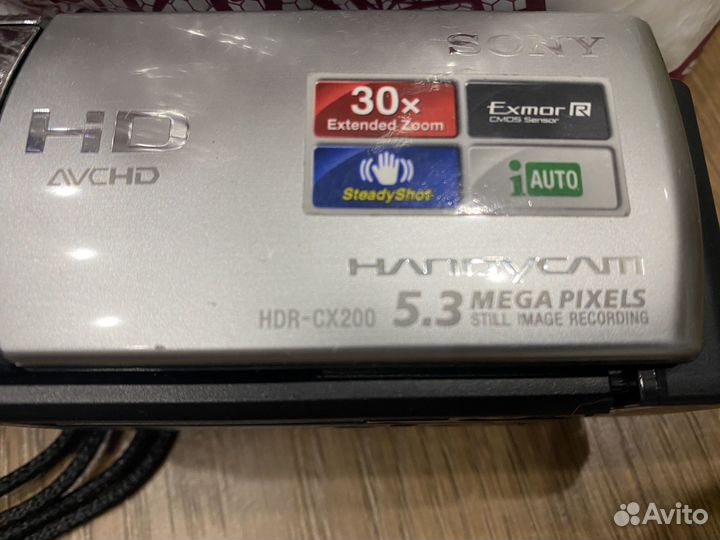 SONY
HD
AVCHD
30x
Extended Zoom
Exmor R
CMOS Sensor
SteadyShot
iAUTO
HANDYCAM
HDR-CX200
5.3 MEGA PIXELS
STILL IMAGE RECORDING
Avito